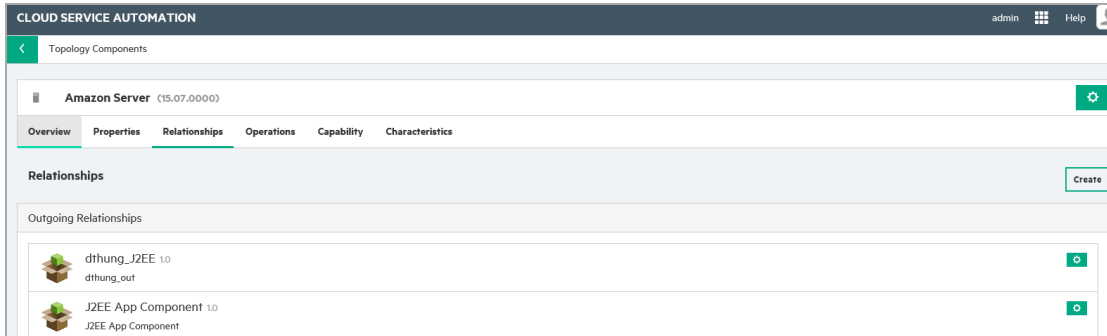 CLOUD SERVICE AUTOMATION admin Help
Topology Components
Amazon Server (15.07.0000)
Overview Properties Relationships Operations Capability Characteristics
Relationships Create
Outgoing Relationships
dthung_J2EE 1.0
dthung_out
J2EE App Component 1.0
J2EE App Component